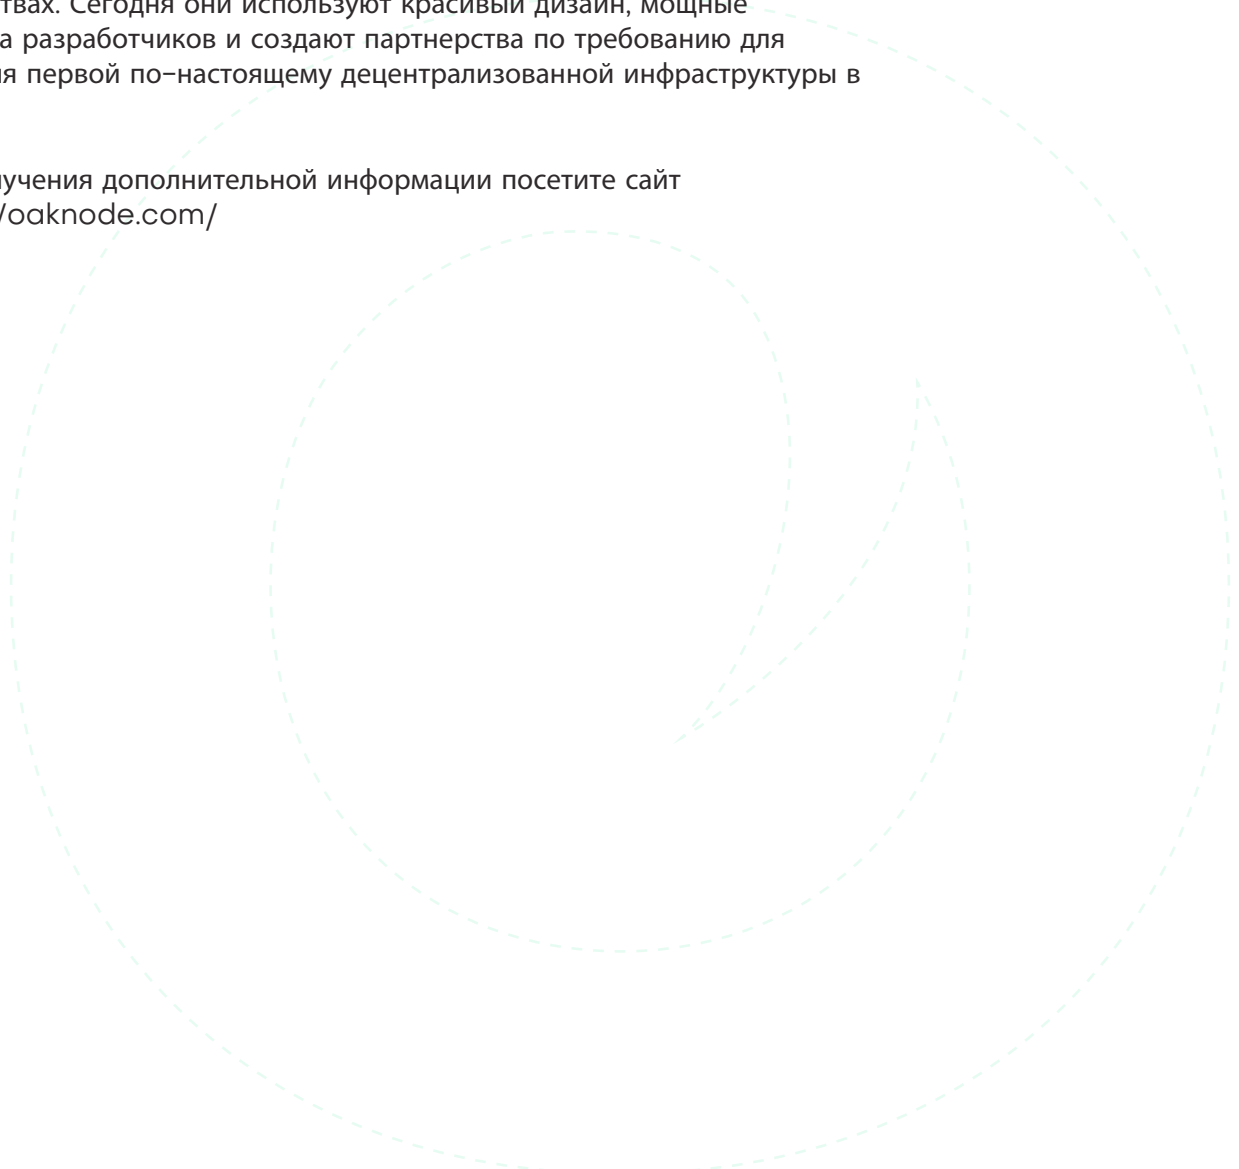 твах. Сегодня они используют красивый дизайн, мощные
а разработчиков и создают партнерства по требованию для
ия первой по-настоящему децентрализованной инфраструктуры в
лучения дополнительной информации посетите сайт
/oaknode.com/